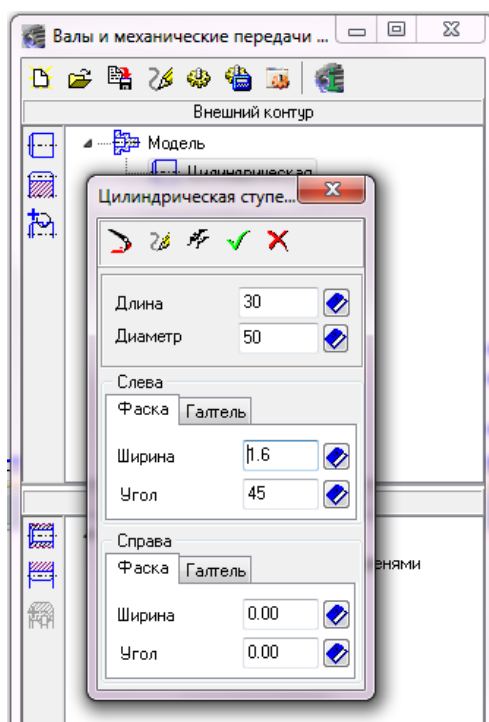 Валы и механические передачи ...
Внешний контур
Модель
Цилиндрическая
Цилиндрическая ступе...
Длина 30
Диаметр 50
Слева
Фаска Галтель
Ширина 1.6
Угол 45
Справа
Фаска Галтель
енями
Ширина 0.00
Угол 0.00